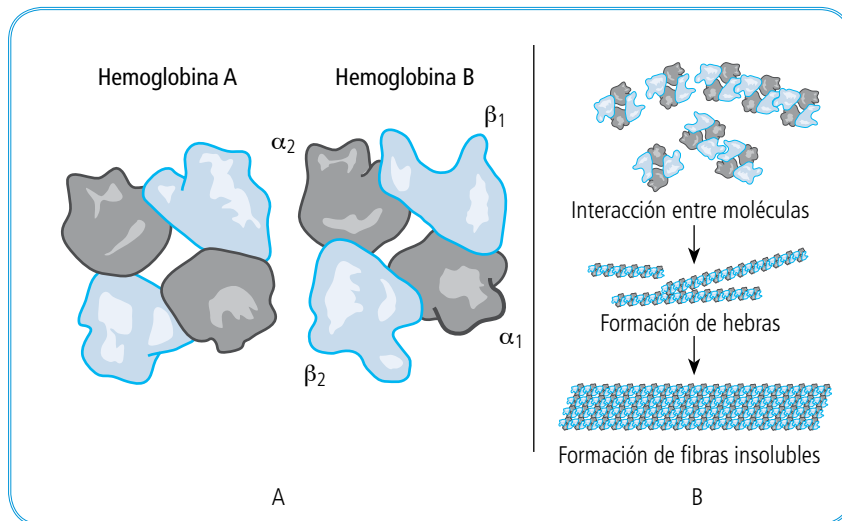 Hemoglobina A
Hemoglobina B
α2
β1
β2
α1
A
Interacción entre moléculas
Formación de hebras
Formación de fibras insolubles
B